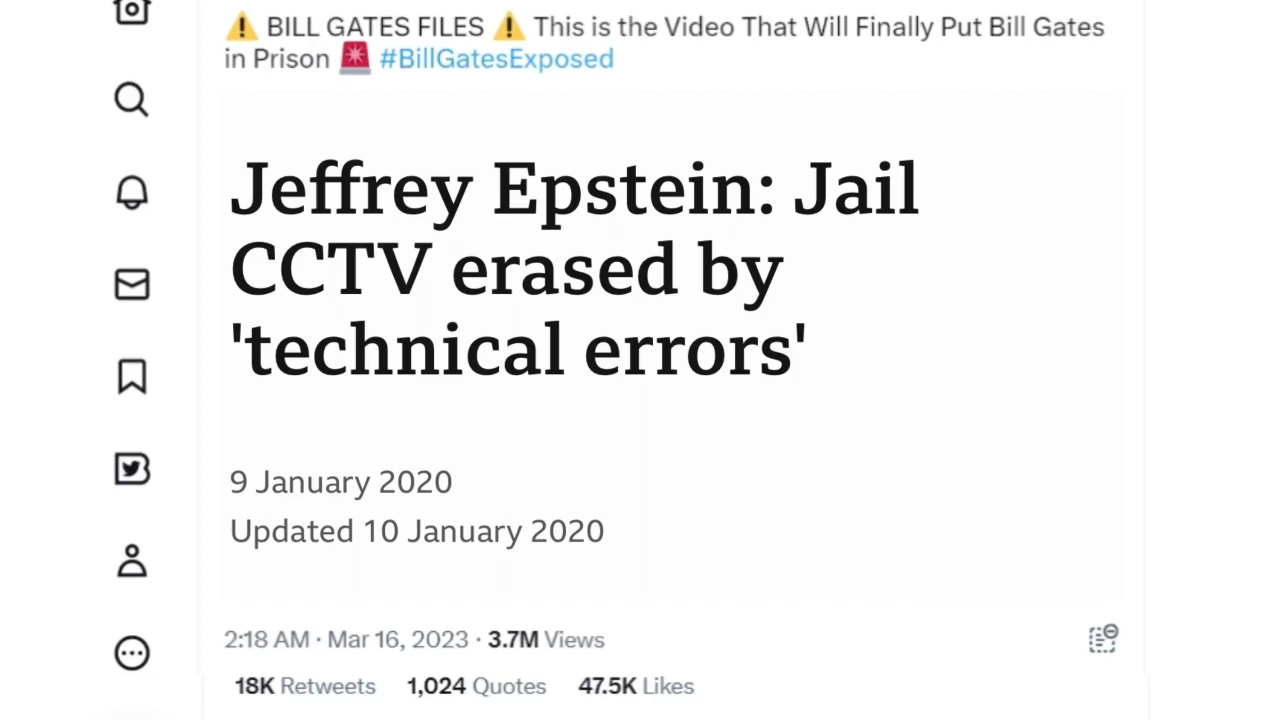 ⚠️ BILL GATES FILES ⚠️ This is the Video That Will Finally Put Bill Gates
in Prison 🚨 #BillGatesExposed
Jeffrey Epstein: Jail
CCTV erased by
'technical errors'
9 January 2020
Updated 10 January 2020
2:18 AM · Mar 16, 2023 · 3.7M Views
18K Retweets 1,024 Quotes 47.5K Likes